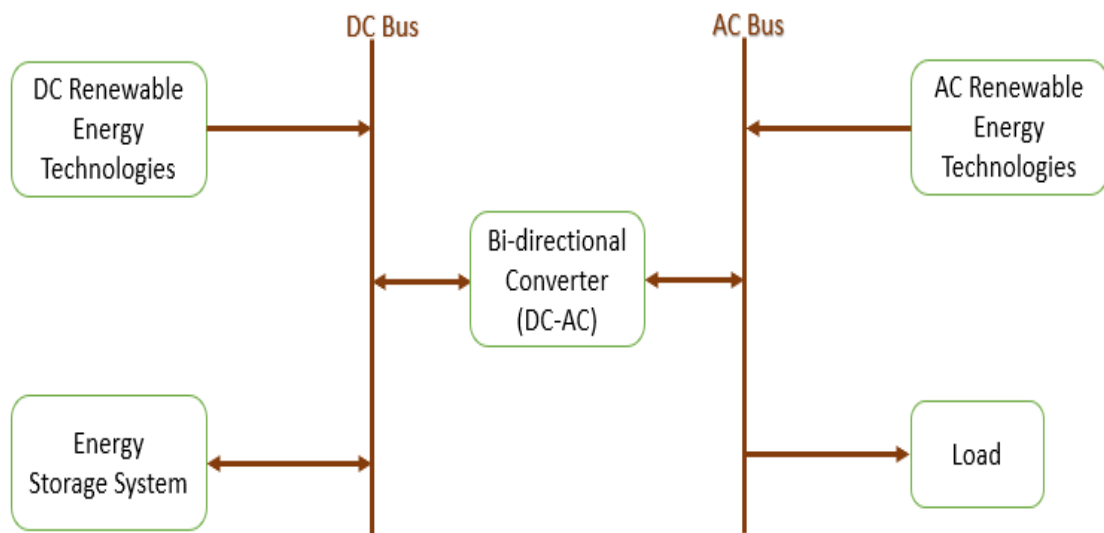 DC Bus
AC Bus
DC Renewable
Energy
Technologies
AC Renewable
Energy
Technologies
Bi-directional
Converter
(DC-AC)
Energy
Storage System
Load